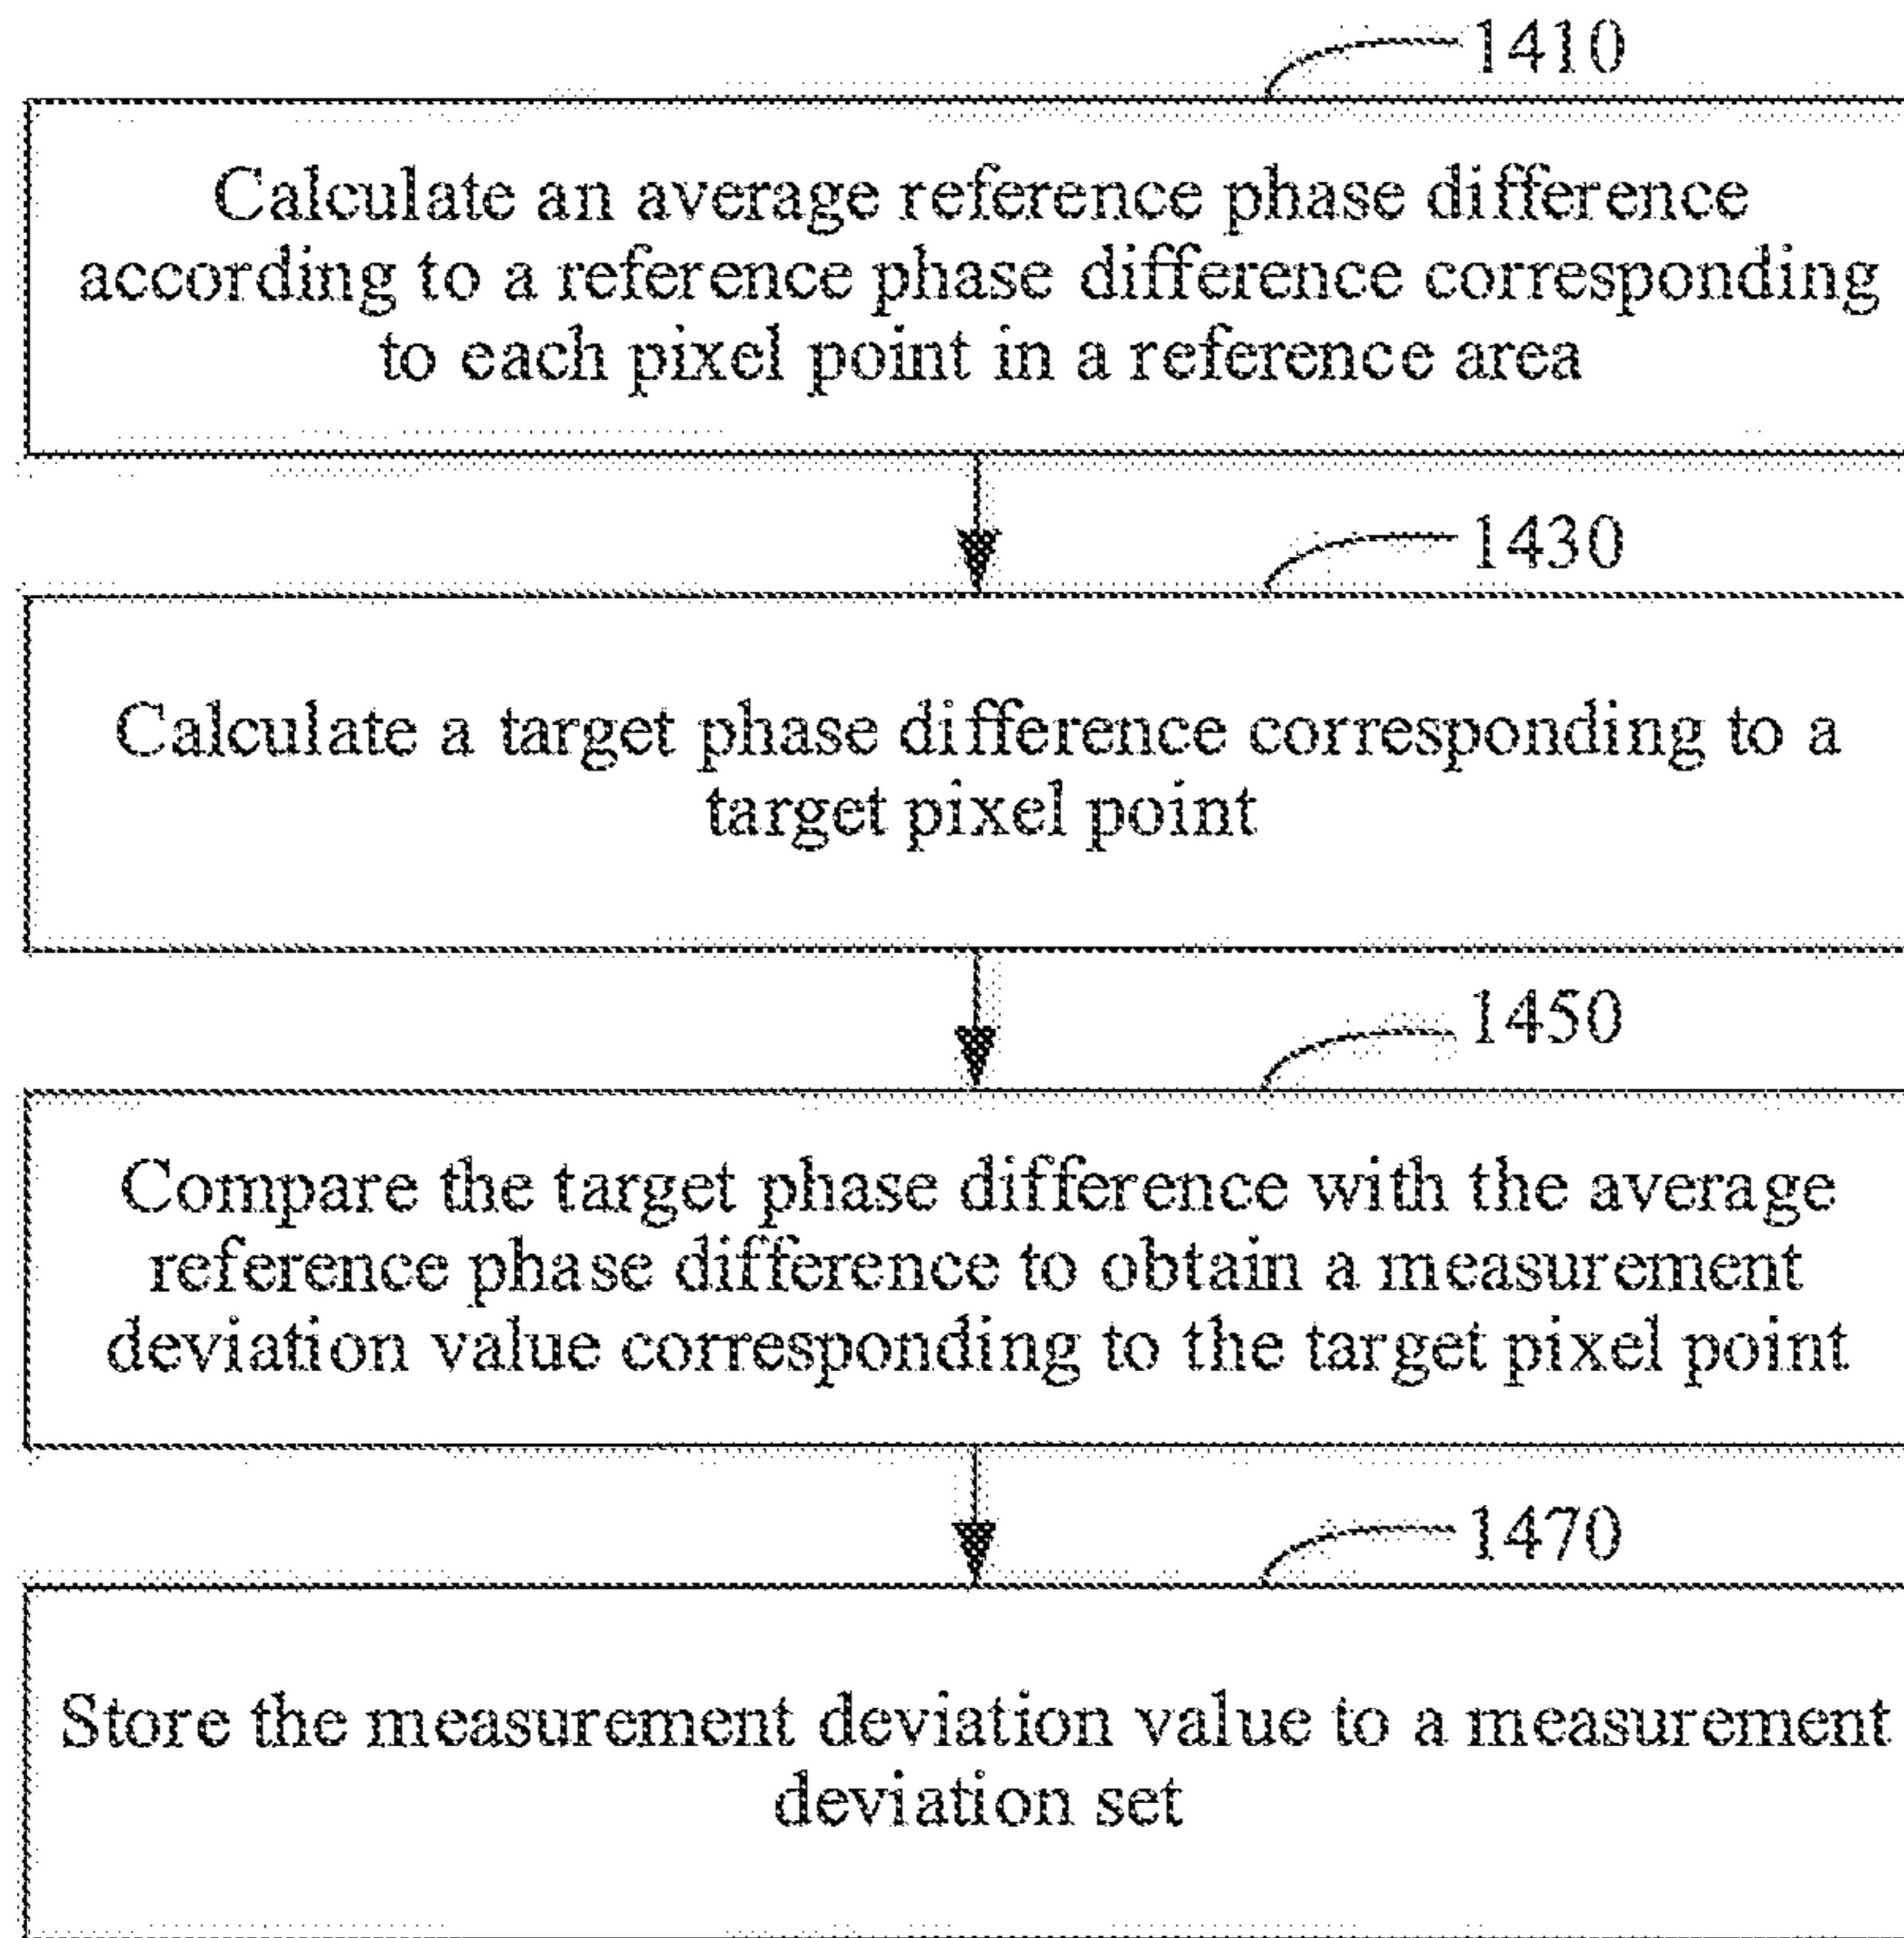 1410
Calculate an average reference phase difference
according to a reference phase difference corresponding
to each pixel point in a reference area
1430
Calculate a target phase difference corresponding to a
target pixel point
1450
Compare the target phase difference with the average
reference phase difference to obtain a measurement
deviation value corresponding to the target pixel point
1470
Store the measurement deviation value to a measurement
deviation set